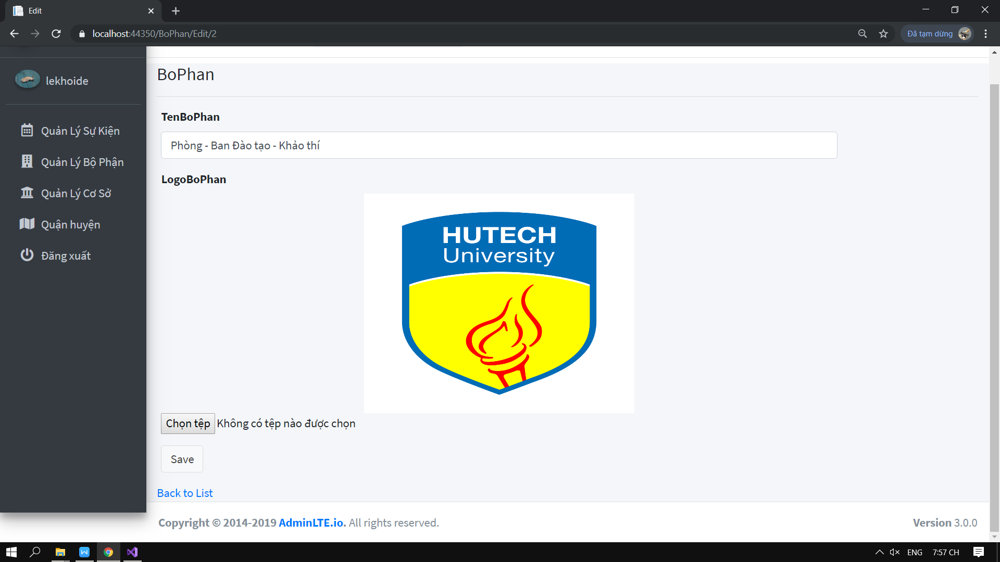 Edit
localhost:44350/BoPhan/Edit/2
Đã tạm dừng
lekhoide
Quản Lý Sự Kiện
Quản Lý Bộ Phận
Quản Lý Cơ Sở
Quận huyện
Đăng xuất
BoPhan
TenBoPhan
Phòng - Ban Đào tạo - Khảo thí
LogoBoPhan
HUTECH
University
Chọn tệp Không có tệp nào được chọn
Save
Back to List
Copyright © 2014-2019 AdminLTE.io. All rights reserved.
Version 3.0.0
ENG
7:57 CH